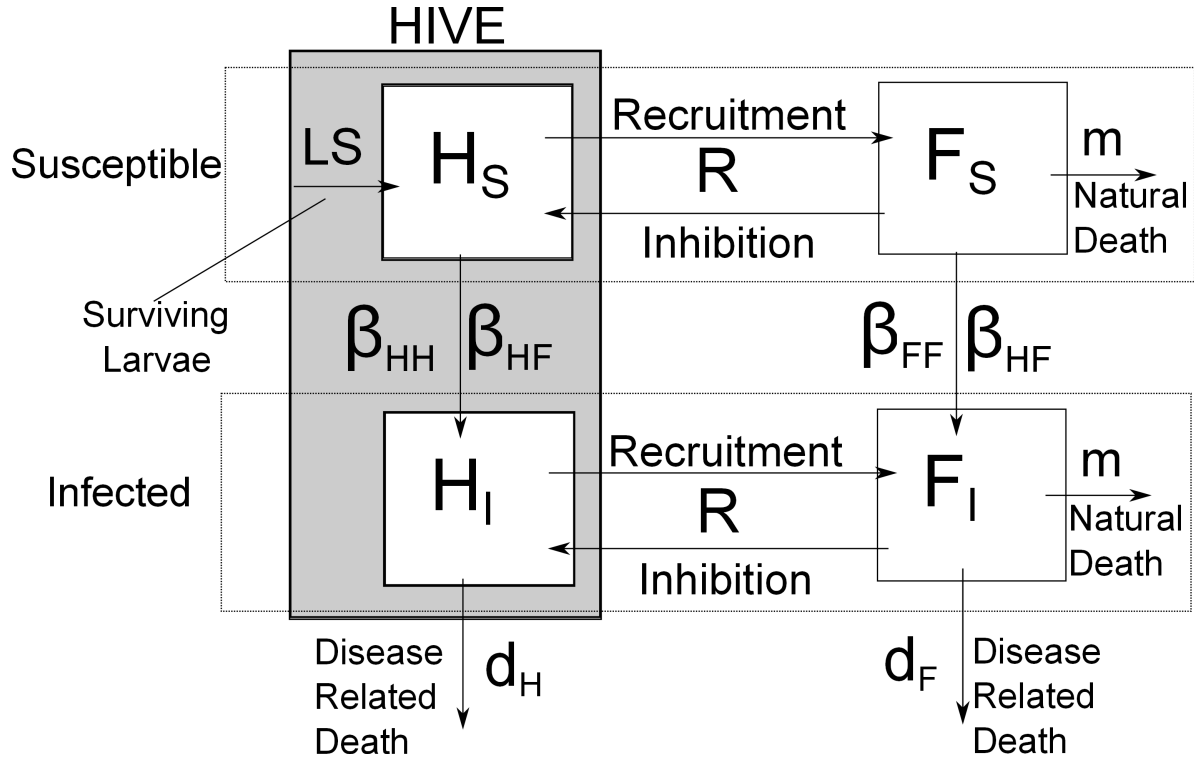 HIVE
Susceptible
LS
H_S
Recruitment
R
Inhibition
F_S
m
Natural
Death
Surviving
Larvae
β_HH
β_HF
β_FF
β_HF
Infected
H_I
Recruitment
R
Inhibition
F_I
m
Natural
Death
Disease
Related
Death
d_H
d_F
Disease
Related
Death